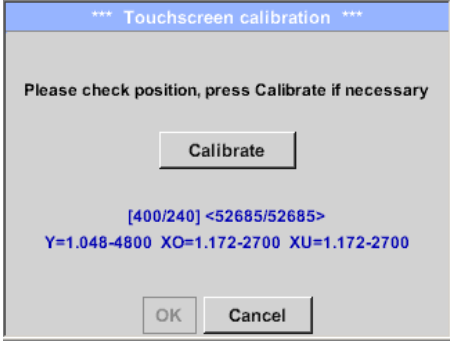 *** Touchscreen calibration ***
Please check position, press Calibrate if necessary
Calibrate
[400/240] <52685/52685>
Y=1.048-4800 XO=1.172-2700 XU=1.172-2700
OK Cancel